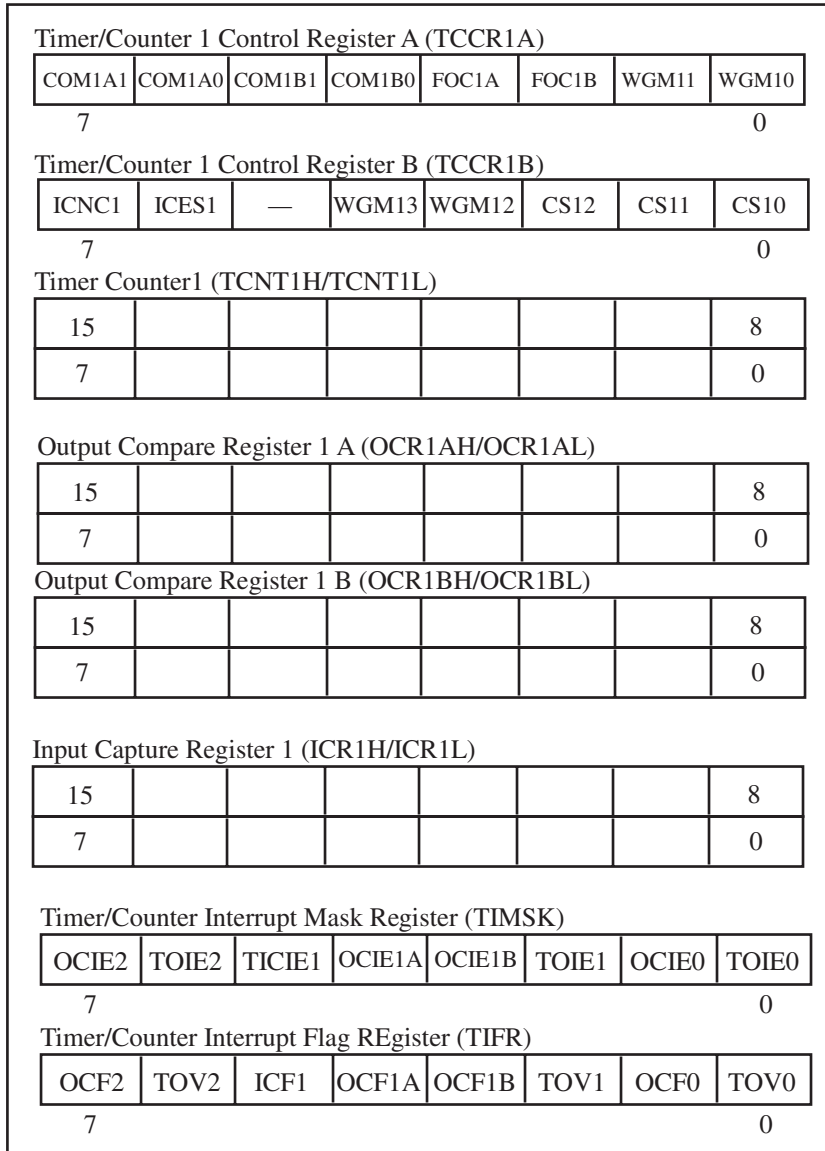 Timer/Counter 1 Control Register A (TCCR1A)
COM1A1 COM1A0 COM1B1 COM1B0 FOC1A FOC1B WGM11 WGM10
7 0
Timer/Counter 1 Control Register B (TCCR1B)
ICNC1 ICES1 — WGM13 WGM12 CS12 CS11 CS10
7 0
Timer Counter1 (TCNT1H/TCNT1L)
15 8
7 0
Output Compare Register 1 A (OCR1AH/OCR1AL)
15 8
7 0
Output Compare Register 1 B (OCR1BH/OCR1BL)
15 8
7 0
Input Capture Register 1 (ICR1H/ICR1L)
15 8
7 0
Timer/Counter Interrupt Mask Register (TIMSK)
OCIE2 TOIE2 TICIE1 OCIE1A OCIE1B TOIE1 OCIE0 TOIE0
7 0
Timer/Counter Interrupt Flag REgister (TIFR)
OCF2 TOV2 ICF1 OCF1A OCF1B TOV1 OCF0 TOV0
7 0